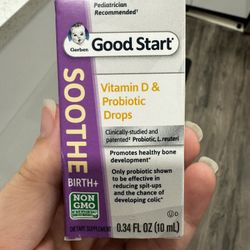 Pediatrician
Recommended†
Gerber
Good Start®
SOOTHE
BIRTH+
Vitamin D &
Probiotic
Drops
Clinically-studied and
patented° Probiotic L. reuteri
Promotes healthy bone
development*
Only probiotic shown
to be effective in
reducing spit-ups
and the chance of
developing colic*
NON
GMO
DIETARY SUPPLEMENT
0.34 FL OZ (10 mL)